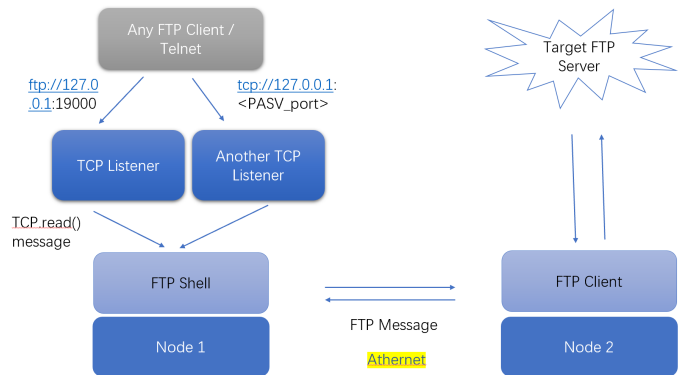 Any FTP Client /
Telnet
Target FTP
Server
ftp://127.0
.0.1:19000
tcp://127.0.0.1:
<PASV_port>
TCP Listener
Another TCP
Listener
TCP.read()
message
FTP Shell
FTP Client
FTP Message
Node 1
Node 2
Athernet